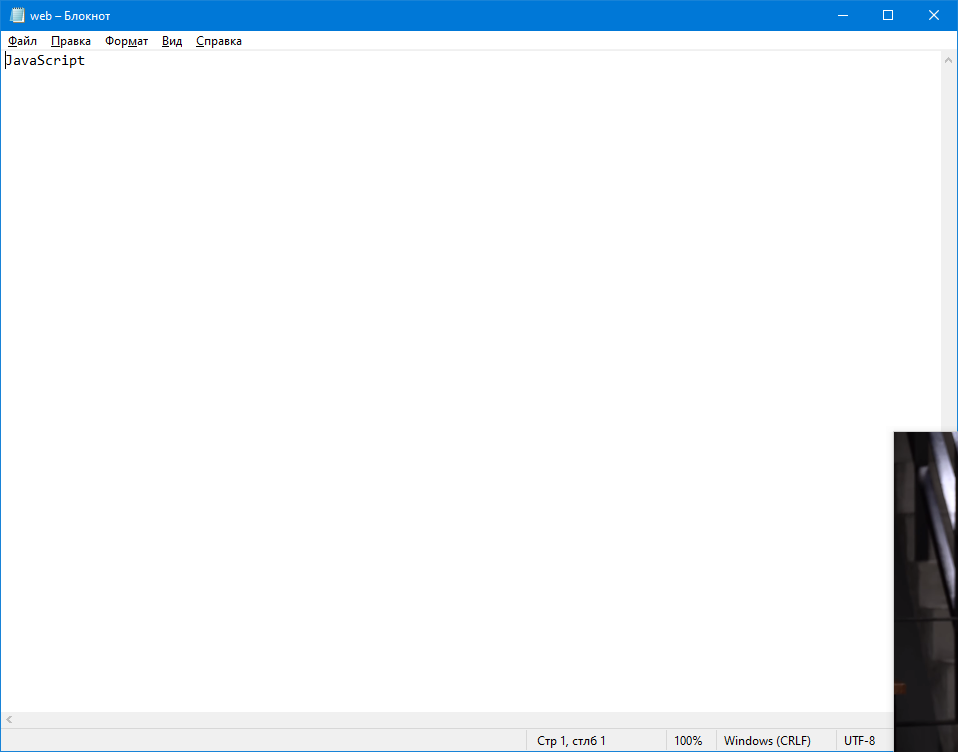 web – Блокнот
Файл Правка Формат Вид Справка
JavaScript
Стр 1, стлб 1 100% Windows (CRLF) UTF-8